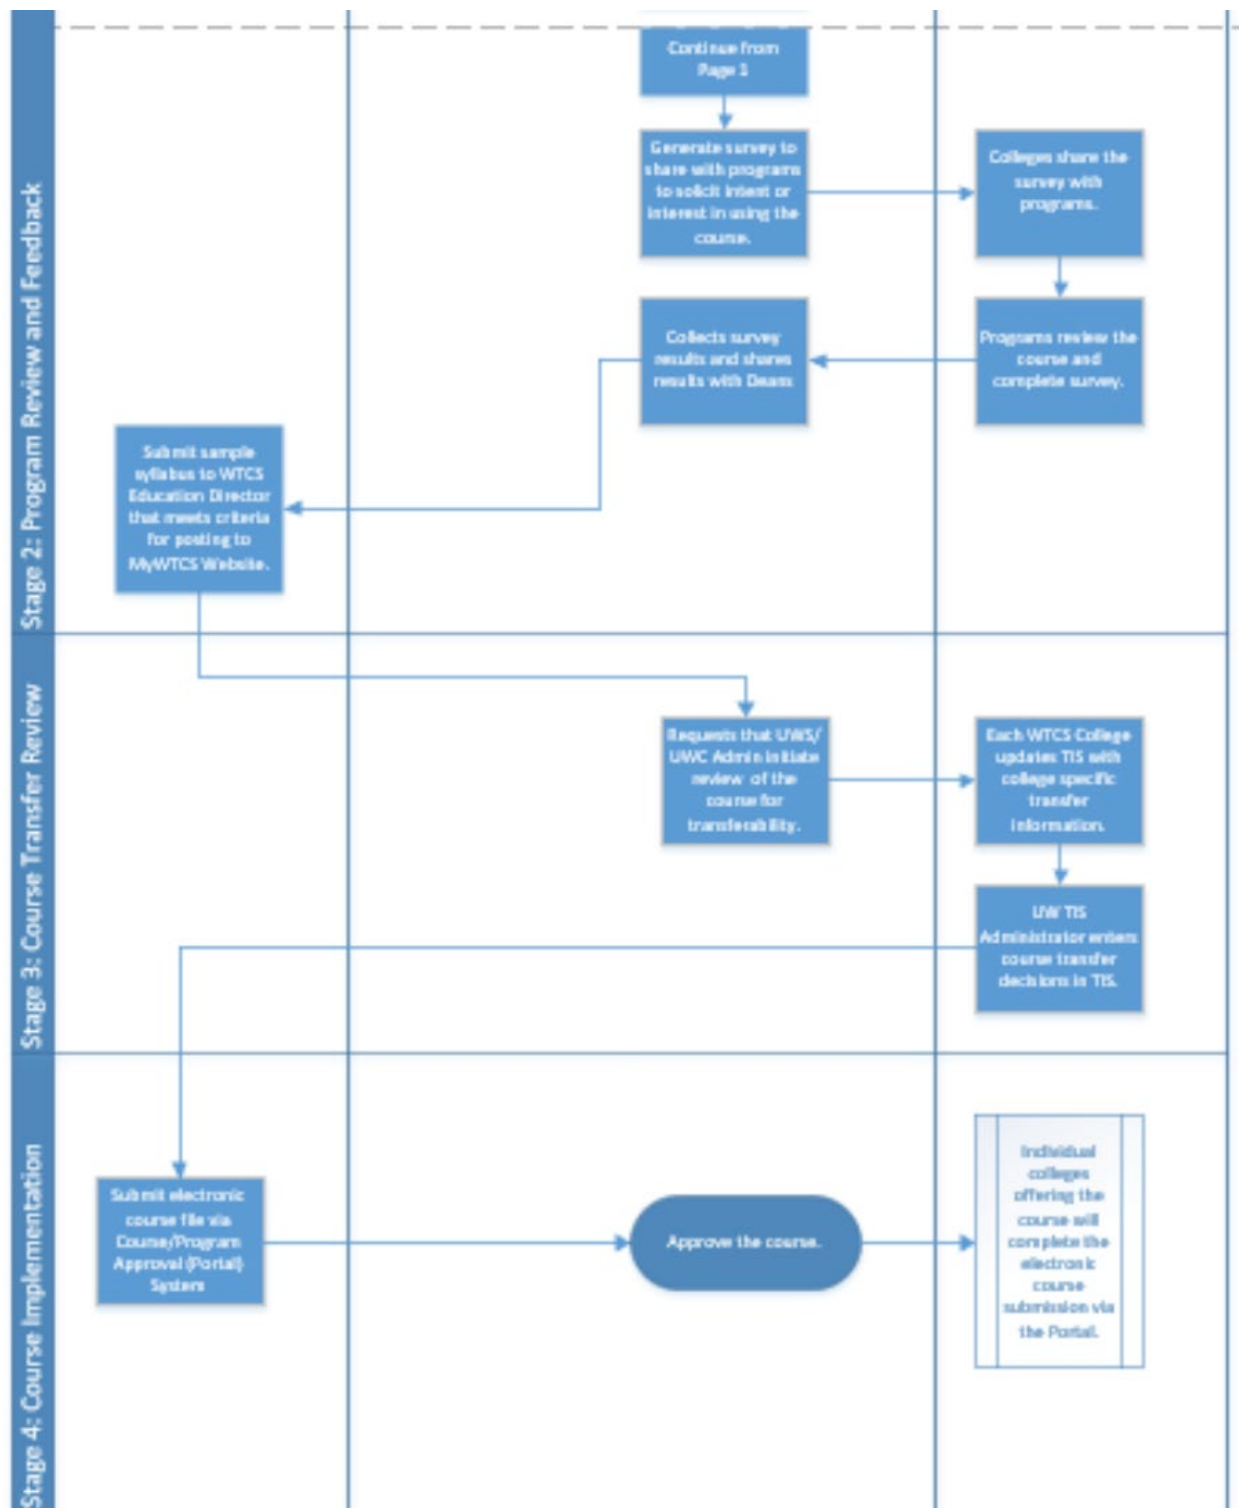 Stage 2: Program Review and Feedback
Continue from
Page 1
Generate survey to
share with programs
to solicit intent or
interest in using the
course.
Colleges share the
survey with
programs.
Collects survey
results and shares
results with Deans
Programs review the
course and
complete survey.
Submit sample
syllabus to WTCS
Education Director
that meets criteria
for posting to
MyWTCS Website.
Stage 3: Course Transfer Review
Requests that UWS/
UWC Admin initiate
review of the
course for
transferability.
Each WTCS College
updates TIS with
college specific
transfer
information.
UW TIS
Administrator enters
course transfer
decisions in TIS.
Stage 4: Course Implementation
Submit electronic
course file via
Course/Program
Approval (Portal)
System
Approve the course.
Individual
colleges
offering the
course will
complete the
electronic
course
submission via
the Portal.